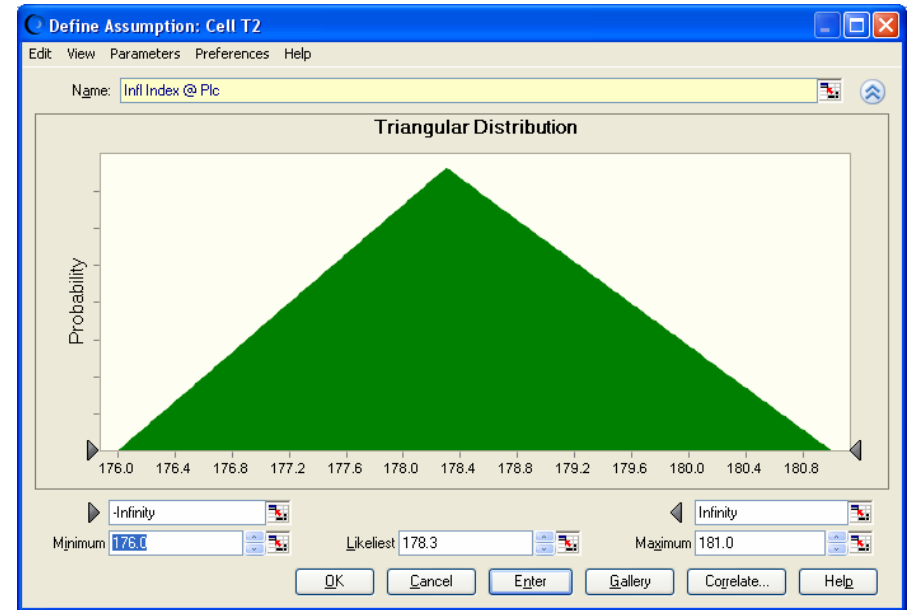 Define Assumption: Cell T2
Edit View Parameters Preferences Help
Name: Infl Index @ Plc
Triangular Distribution
Probability
176.0 176.4 176.8 177.2 177.6 178.0 178.4 178.8 179.2 179.6 180.0 180.4 180.8
-Infinity Infinity
Minimum 176.0 Likeliest 178.3 Maximum 181.0
OK Cancel Enter Gallery Correlate... Help